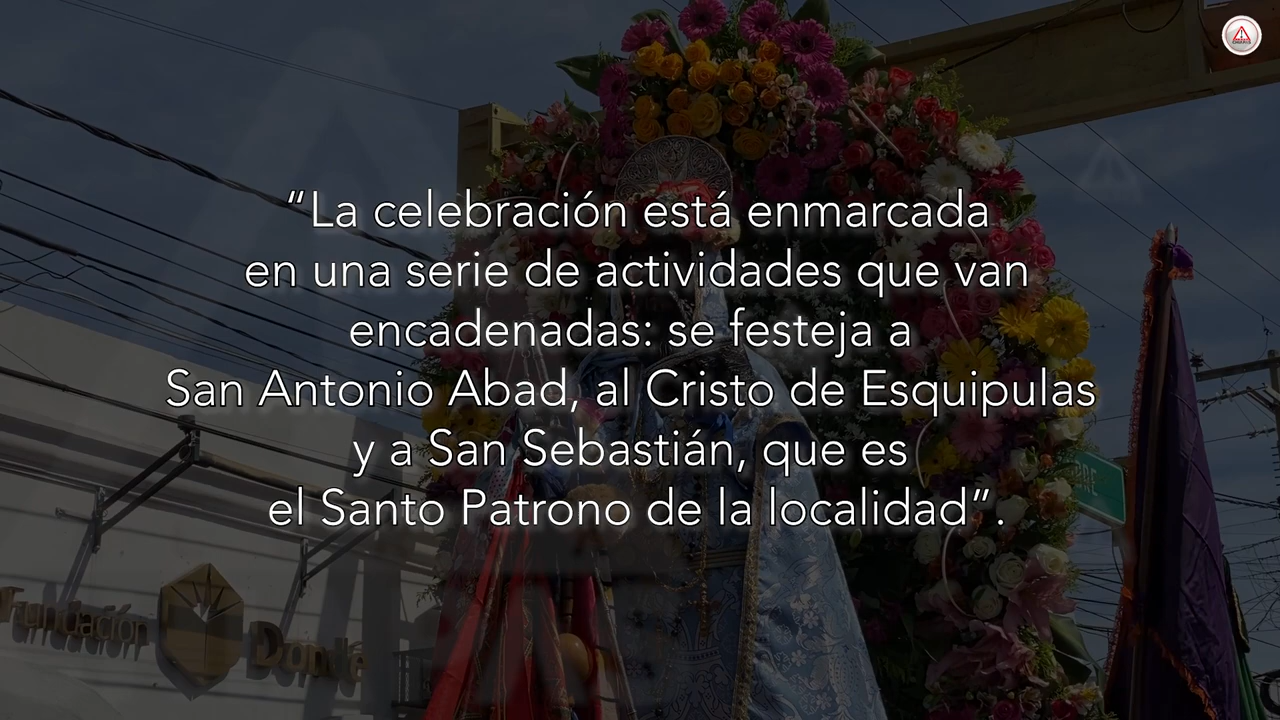 “La celebración está enmarcada
en una serie de actividades que van
encadenadas: se festeja a
San Antonio Abad, al Cristo de Esquipulas
y a San Sebastián, que es
el Santo Patrono de la localidad”.
Fundación Dondé